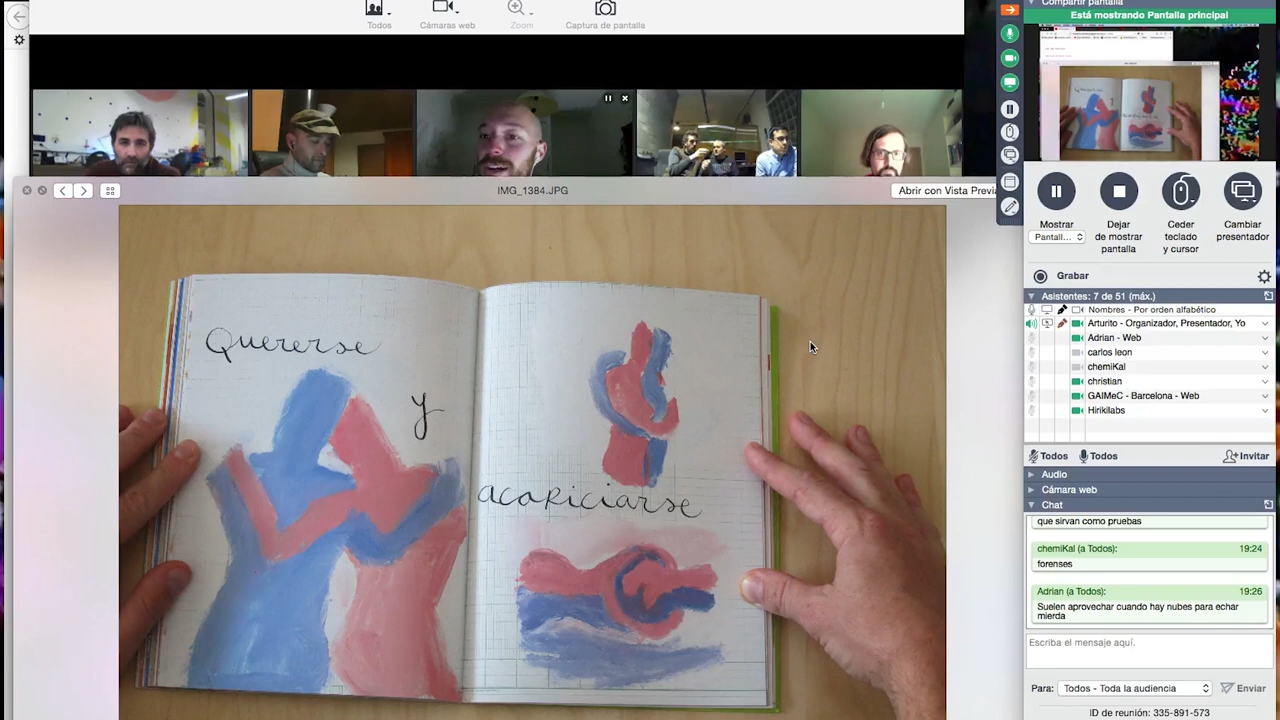 Todos
Cámaras web
Zoom
Captura de pantalla
IMG_1384.JPG
Abrir con Vista Previa
Quererse
y
acariciarse
Compartir pantalla
Está mostrando Pantalla principal
Mostrar
Pantall...
Dejar
de mostrar
pantalla
Ceder
teclado
y cursor
Cambiar
presentador
Grabar
Asistentes: 7 de 51 (máx.)
Nombres - Por orden alfabético
Arturito - Organizador, Presentador, Yo
Adrian - Web
carlos leon
chemiKal
christian
GAIMeC - Barcelona - Web
Hirikilabs
Todos
Todos
Invitar
Audio
Cámara web
Chat
que sirvan como pruebas
chemiKal (a Todos): 19:24
forenses
Adrian (a Todos): 19:26
Suelen aprovechar cuando hay nubes para echar
mierda
Escriba el mensaje aquí.
Para: Todos - Toda la audiencia
Enviar
ID de reunión: 335-891-573